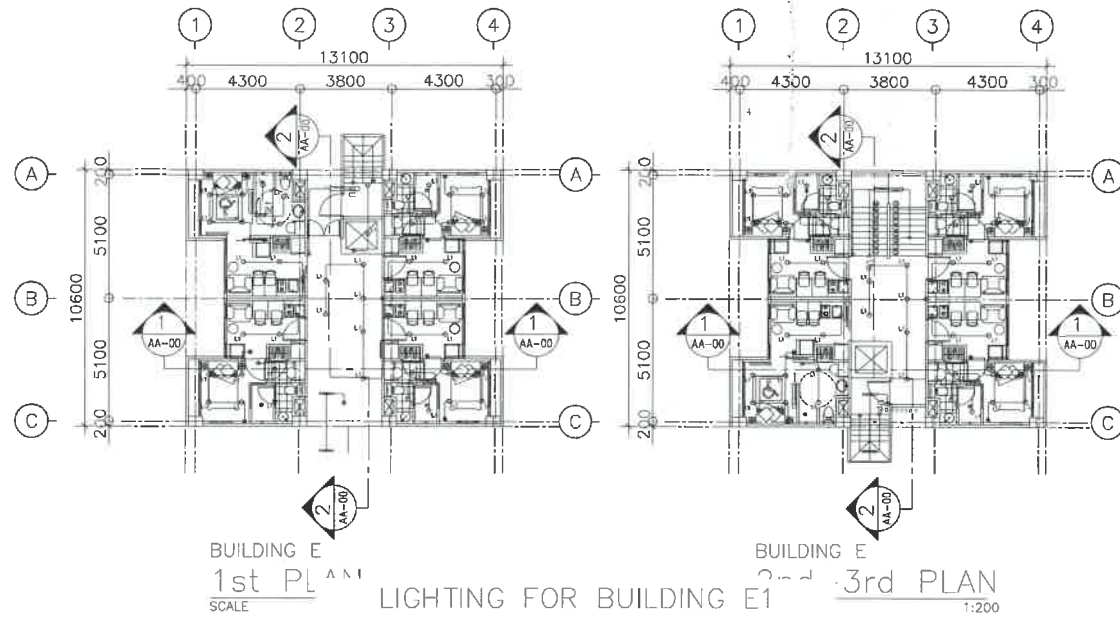 1 2 3 4
13100
400 4300 3800 4300 300
2
AA-00
A A
200
5100
B B
10600
1
AA-00
1
AA-00
5100
C C
200
2
AA-00
BUILDING E
1st PLAN
SCALE
1 2 3 4
13100
400 4300 3800 4300 300
2
AA-00
A A
200
5100
B B
10600
1
AA-00
1
AA-00
5100
C C
200
2
AA-00
BUILDING E
2nd -3rd PLAN
1:200
LIGHTING FOR BUILDING E1